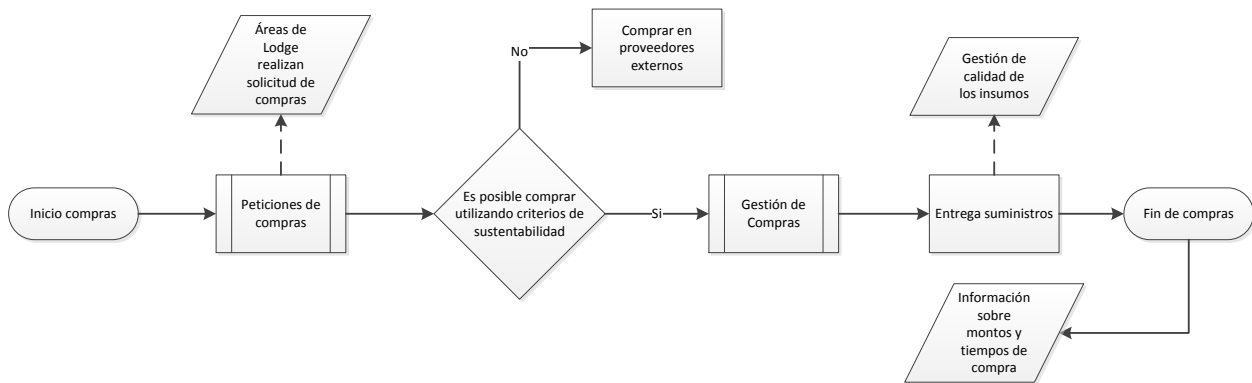 Áreas de
Lodge
realizan
solicitud de
compras
No
Comprar en
proveedores
externos
Gestión de
calidad de
los insumos
Inicio compras
Peticiones de
compras
Es posible comprar
utilizando criterios de
sustentabilidad
Si
Gestión de
Compras
Entrega suministros
Fin de compras
Información
sobre
montos y
tiempos de
compra